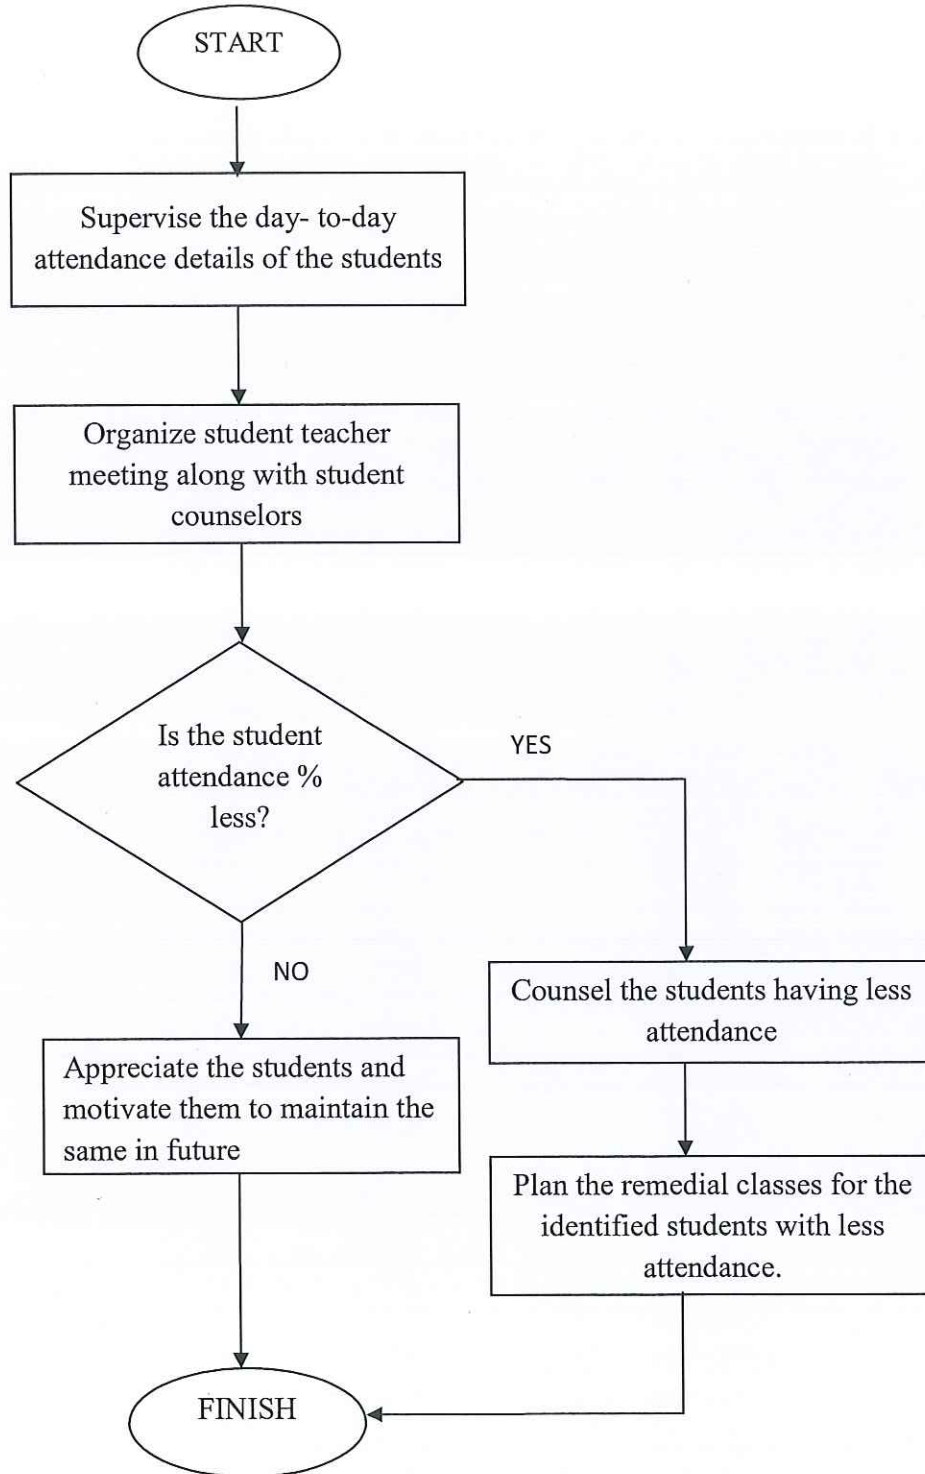 START
Supervise the day- to-day
attendance details of the students
Organize student teacher
meeting along with student
counselors
Is the student
attendance %
less?
YES
NO
Counsel the students having less
attendance
Appreciate the students and
motivate them to maintain the
same in future
Plan the remedial classes for the
identified students with less
attendance.
FINISH